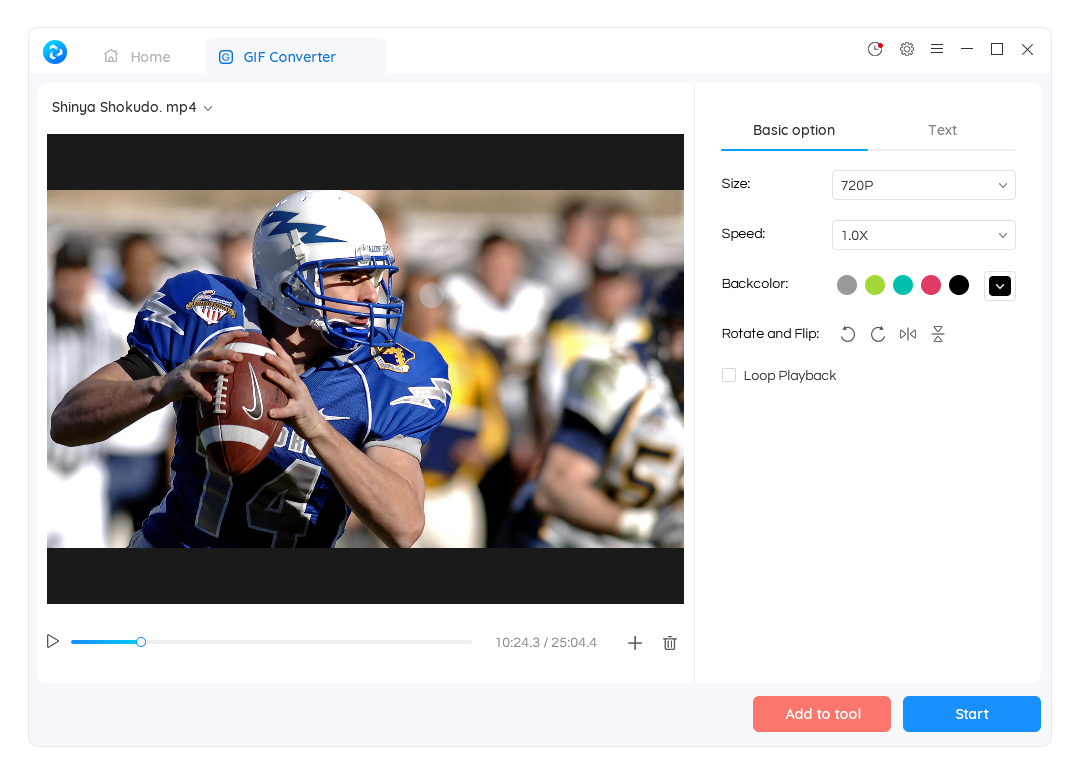 Home
GIF Converter
Shinya Shokudo. mp4
Basic option
Text
Size:
720P
Speed:
1.0X
Backcolor:
Rotate and Flip:
Loop Playback
14
10:24.3 / 25:04.4
Add to tool
Start